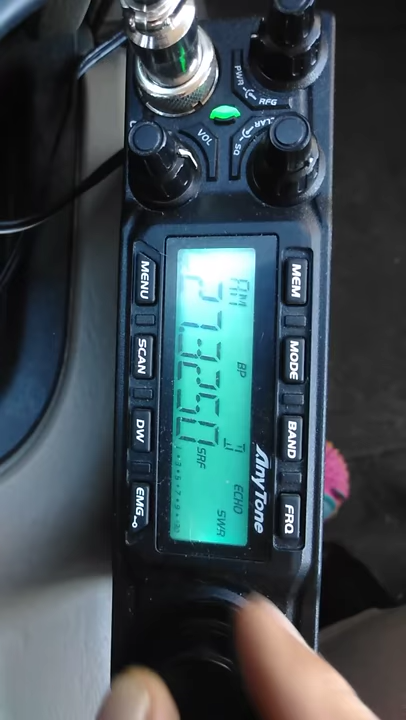 PWR
RFG
SQ
VOL
MEM
MODE
BAND
FRQ
AnyTone
AM
BP
ECHO
SWR
27.3250
SRF
MENU
SCAN
DW
EMG